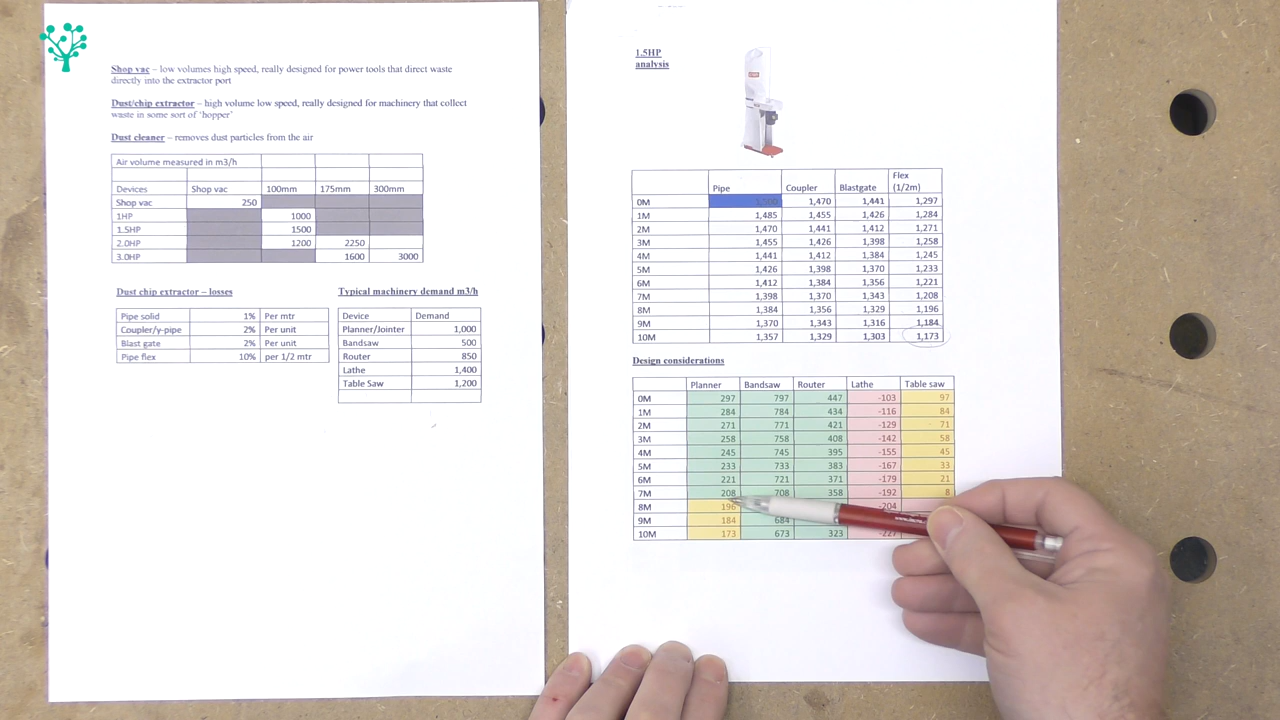 Shop vac – low volumes high speed, really designed for power tools that direct waste
directly into the extractor port
Dust/chip extractor – high volume low speed, really designed for machinery that collect
waste in some sort of 'hopper'
Dust cleaner – removes dust particles from the air
Air volume measured in m3/h
Devices Shop vac 100mm 175mm 300mm
Shop vac 250
1HP 1000
1.5HP 1500
2.0HP 1200 2250
3.0HP 1600 3000
Dust chip extractor – losses
Pipe solid 1% Per mtr
Coupler/y-pipe 2% Per unit
Blast gate 2% Per unit
Pipe flex 10% per 1/2 mtr
Typical machinery demand m3/h
Device Demand
Planner/Jointer 1,000
Bandsaw 500
Router 850
Lathe 1,400
Table Saw 1,200
1.5HP
analysis
Pipe Coupler Blastgate Flex
(1/2m)
0M 1,500 1,470 1,441 1,297
1M 1,485 1,455 1,426 1,284
2M 1,470 1,441 1,412 1,271
3M 1,455 1,426 1,398 1,258
4M 1,441 1,412 1,384 1,245
5M 1,426 1,398 1,370 1,233
6M 1,412 1,384 1,356 1,221
7M 1,398 1,370 1,343 1,208
8M 1,384 1,356 1,329 1,196
9M 1,370 1,343 1,316 1,184
10M 1,357 1,329 1,303 1,173
Design considerations
Planner Bandsaw Router Lathe Table saw
0M 297 797 447 -103 97
1M 284 784 434 -116 84
2M 271 771 421 -129 71
3M 258 758 408 -142 58
4M 245 745 395 -155 45
5M 233 733 383 -167 33
6M 221 721 371 -179 21
7M 208 708 358 -192 8
8M 196 -204
9M 184 684
10M 173 673 323 -227